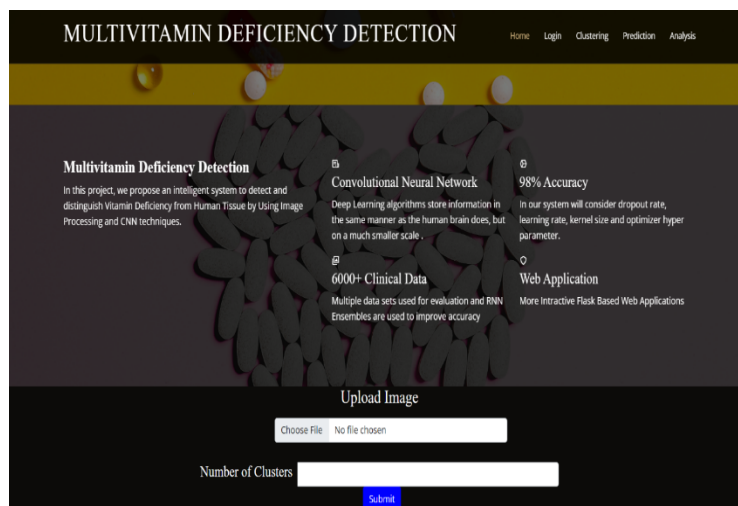 MULTIVITAMIN DEFICIENCY DETECTION
Home Login Clustering Prediction Analysis
Multivitamin Deficiency Detection
In this project, we propose an intelligent system to detect and
distinguish Vitamin Deficiency from Human Tissue by Using Image
Processing and CNN techniques.
Convolutional Neural Network
Deep Learning algorithms store information in
the same manner as the human brain does, but
on a much smaller scale .
98% Accuracy
In our system will consider dropout rate,
learning rate, kernel size and optimizer hyper
parameter.
6000+ Clinical Data
Multiple data sets used for evaluation and RNN
Ensembles are used to improve accuracy
Web Application
More Intractive Flask Based Web Applications
Upload Image
Choose File No file chosen
Number of Clusters
Submit